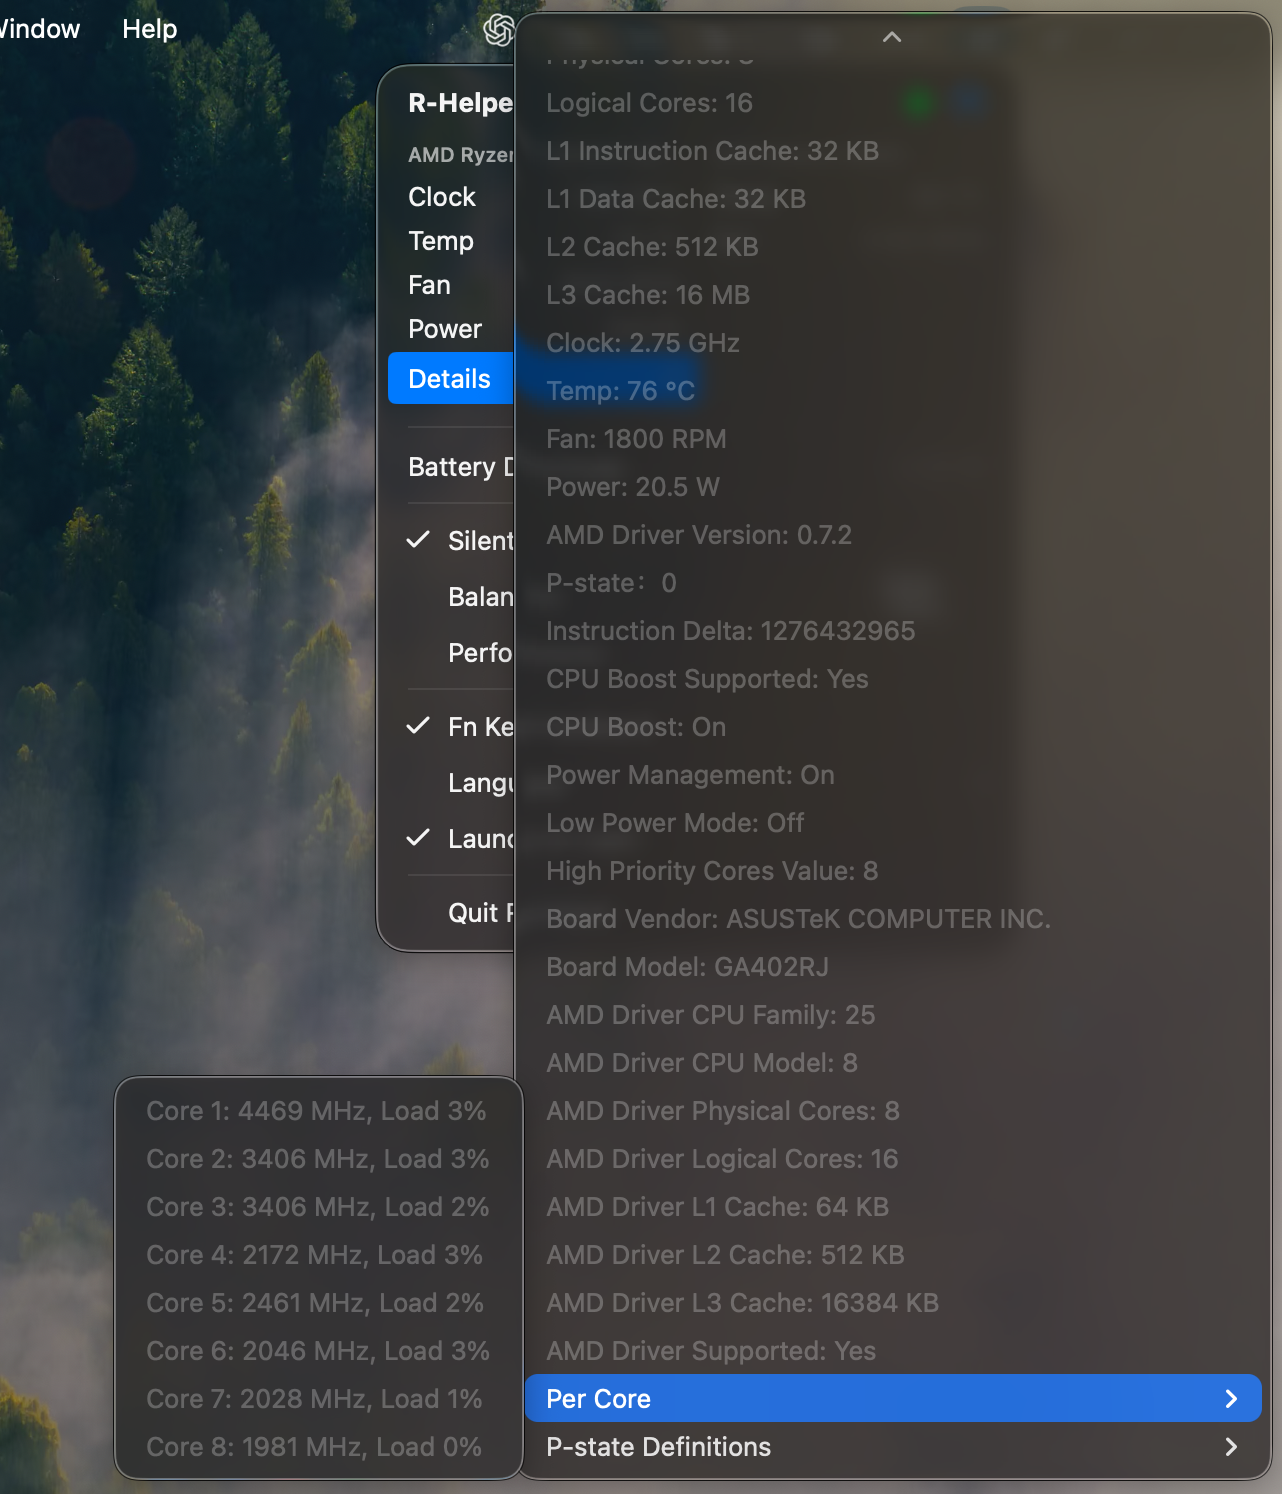 Window
Help
R-Helpe
AMD Ryzer
Clock
Temp
Fan
Power
Details
Battery D
Silent
Balan
Perfo
Fn Ke
Langu
Launc
Quit R
Physical Cores: 8
Logical Cores: 16
L1 Instruction Cache: 32 KB
L1 Data Cache: 32 KB
L2 Cache: 512 KB
L3 Cache: 16 MB
Clock: 2.75 GHz
Temp: 76 °C
Fan: 1800 RPM
Power: 20.5 W
AMD Driver Version: 0.7.2
P-state：0
Instruction Delta: 1276432965
CPU Boost Supported: Yes
CPU Boost: On
Power Management: On
Low Power Mode: Off
High Priority Cores Value: 8
Board Vendor: ASUSTeK COMPUTER INC.
Board Model: GA402RJ
AMD Driver CPU Family: 25
AMD Driver CPU Model: 8
AMD Driver Physical Cores: 8
AMD Driver Logical Cores: 16
AMD Driver L1 Cache: 64 KB
AMD Driver L2 Cache: 512 KB
AMD Driver L3 Cache: 16384 KB
AMD Driver Supported: Yes
Per Core
P-state Definitions
Core 1: 4469 MHz, Load 3%
Core 2: 3406 MHz, Load 3%
Core 3: 3406 MHz, Load 2%
Core 4: 2172 MHz, Load 3%
Core 5: 2461 MHz, Load 2%
Core 6: 2046 MHz, Load 3%
Core 7: 2028 MHz, Load 1%
Core 8: 1981 MHz, Load 0%